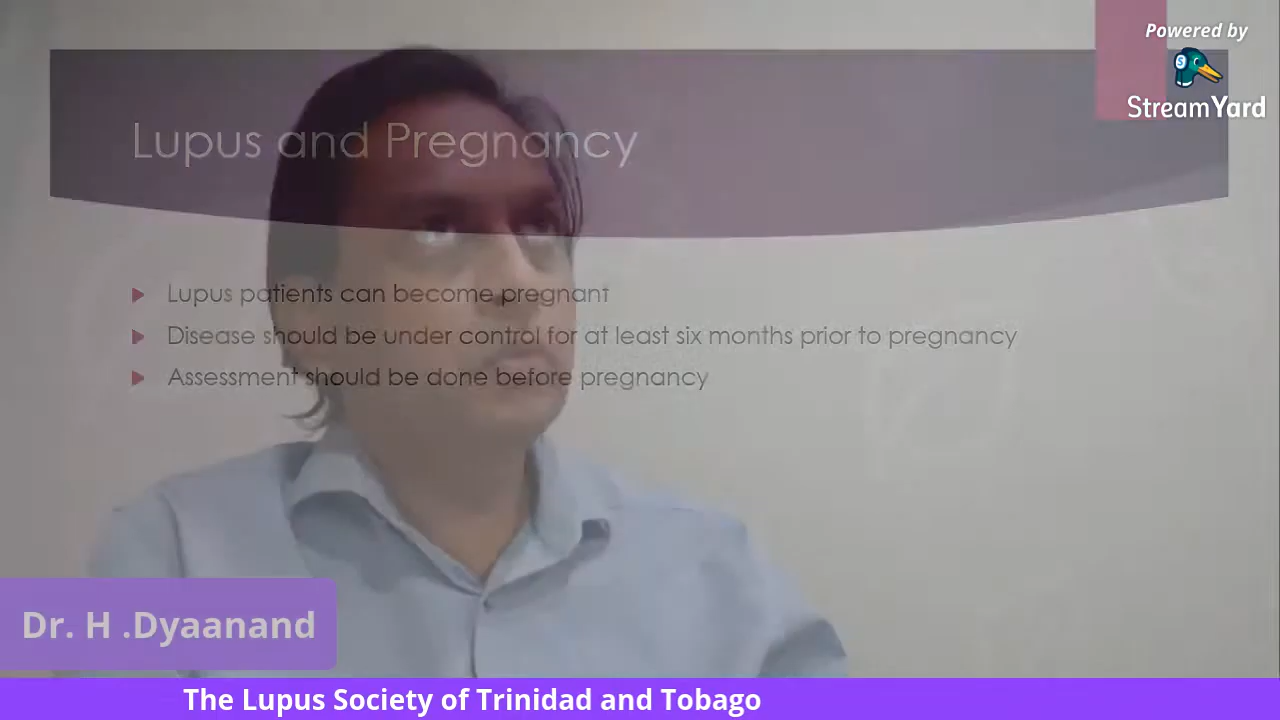 Powered by
StreamYard
Lupus and Pregnancy
Lupus patients can become pregnant
Disease should be under control for at least six months prior to pregnancy
Assessment should be done before pregnancy
Dr. H .Dyaanand
The Lupus Society of Trinidad and Tobago